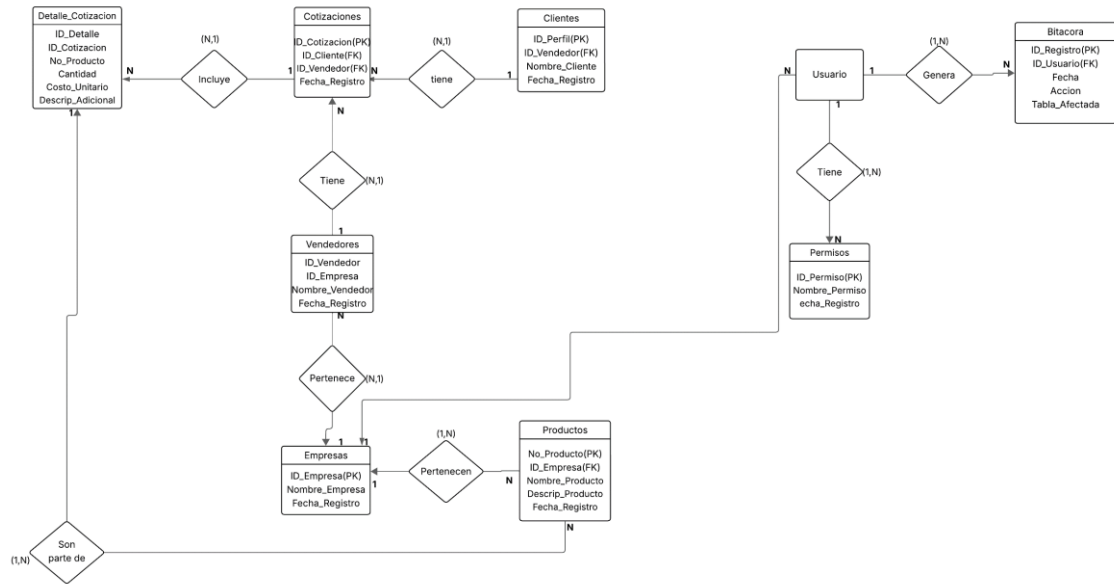 Detalle_Cotizacion
ID_Detalle
ID_Cotizacion
No_Producto
Cantidad
Costo_Unitario
Descrip_Adicional
N
1
(N,1)
Incluye
1
Cotizaciones
ID_Cotizacion(PK)
ID_Cliente(FK)
ID_Vendedor(FK)
Fecha_Registro
N
N
(N,1)
tiene
1
Clientes
ID_Perfil(PK)
ID_Vendedor(FK)
Nombre_Cliente
Fecha_Registro
N
Usuario
1
1
(1,N)
Genera
N
Bitacora
ID_Registro(PK)
ID_Usuario(FK)
Fecha
Accion
Tabla_Afectada
Tiene
(N,1)
1
Tiene
(1,N)
N
Vendedores
ID_Vendedor
ID_Empresa
Nombre_Vendedor
Fecha_Registro
N
Permisos
ID_Permiso(PK)
Nombre_Permiso
echa_Registro
Pertenece
(N,1)
1
1
Empresas
ID_Empresa(PK)
Nombre_Empresa
Fecha_Registro
1
(1,N)
Pertenecen
N
Productos
No_Producto(PK)
ID_Empresa(FK)
Nombre_Producto
Descrip_Producto
Fecha_Registro
N
(1,N)
Son
parte de